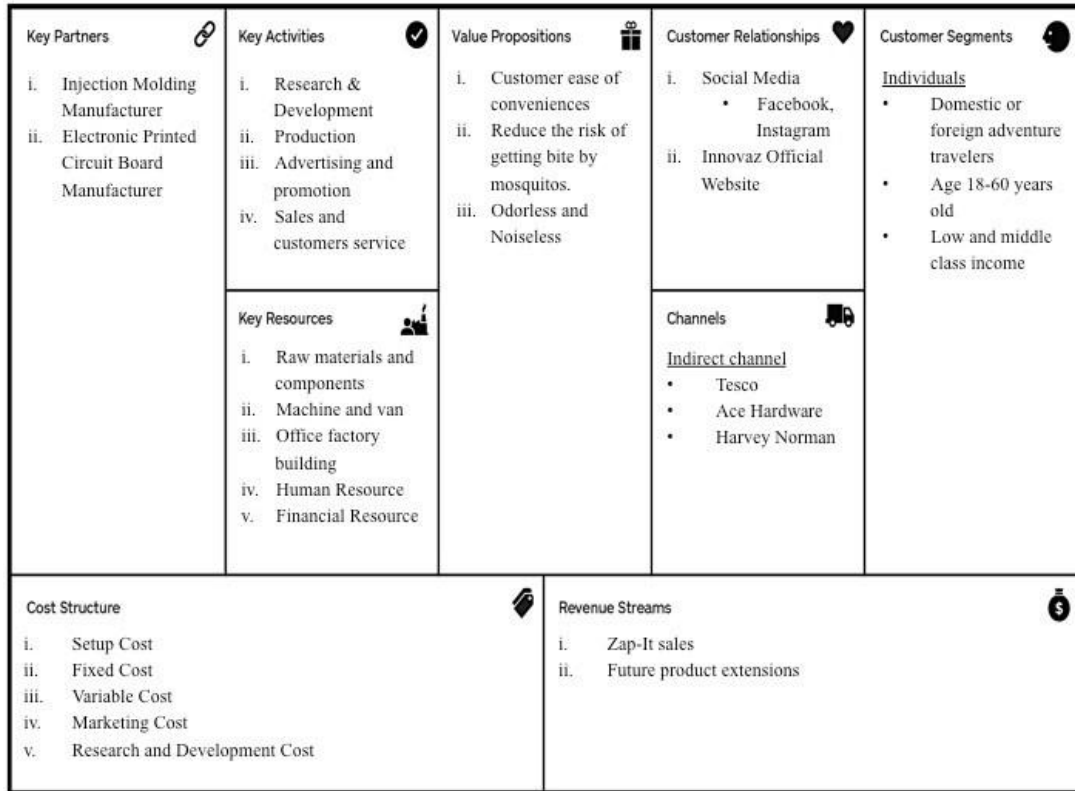 Key Partners
i. Injection Molding
Manufacturer
ii. Electronic Printed
Circuit Board
Manufacturer
Key Activities
i. Research &
Development
ii. Production
iii. Advertising and
promotion
iv. Sales and
customers service
Key Resources
i. Raw materials and
components
ii. Machine and van
iii. Office factory
building
iv. Human Resource
v. Financial Resource
Value Propositions
i. Customer ease of
conveniences
ii. Reduce the risk of
getting bite by
mosquitos.
iii. Odorless and
Noiseless
Customer Relationships
i. Social Media
• Facebook,
Instagram
ii. Innovaz Official
Website
Channels
Indirect channel
• Tesco
• Ace Hardware
• Harvey Norman
Customer Segments
Individuals
• Domestic or
foreign adventure
travelers
• Age 18-60 years
old
• Low and middle
class income
Cost Structure
i. Setup Cost
ii. Fixed Cost
iii. Variable Cost
iv. Marketing Cost
v. Research and Development Cost
Revenue Streams
$
i. Zap-It sales
ii. Future product extensions